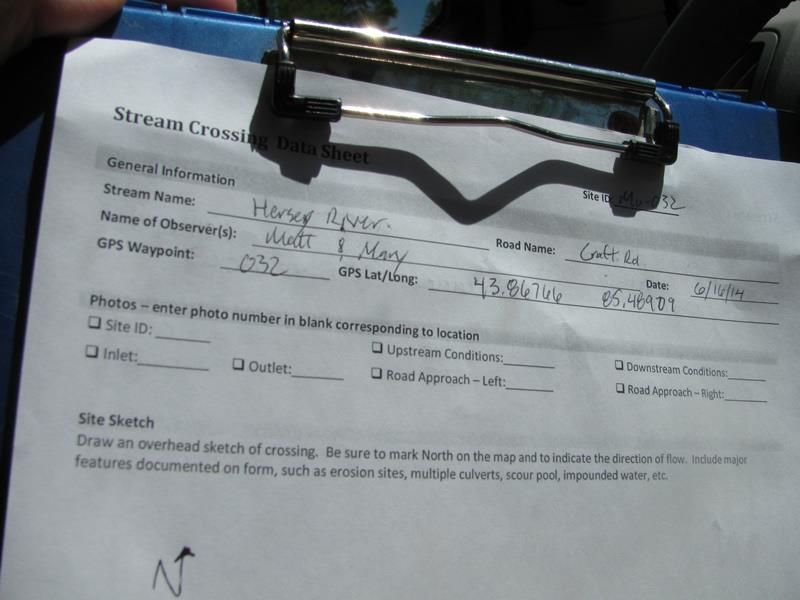 Stream Crossing Data Sheet
General Information
Site ID: Mu-032
Stream Name: Hersey River.
Road Name: Craft Rd
Name of Observer(s): Matt & Mary
Date: 6/16/14
GPS Waypoint: 032 GPS Lat/Long: 43.86766 85.48909
Photos – enter photo number in blank corresponding to location
❑ Site ID:
❑ Upstream Conditions: ❑ Downstream Conditions:
❑ Inlet: ❑ Outlet: ❑ Road Approach – Left: ❑ Road Approach – Right:
Site Sketch
Draw an overhead sketch of crossing. Be sure to mark North on the map and to indicate the direction of flow. Include major
features documented on form, such as erosion sites, multiple culverts, scour pool, impounded water, etc.
N